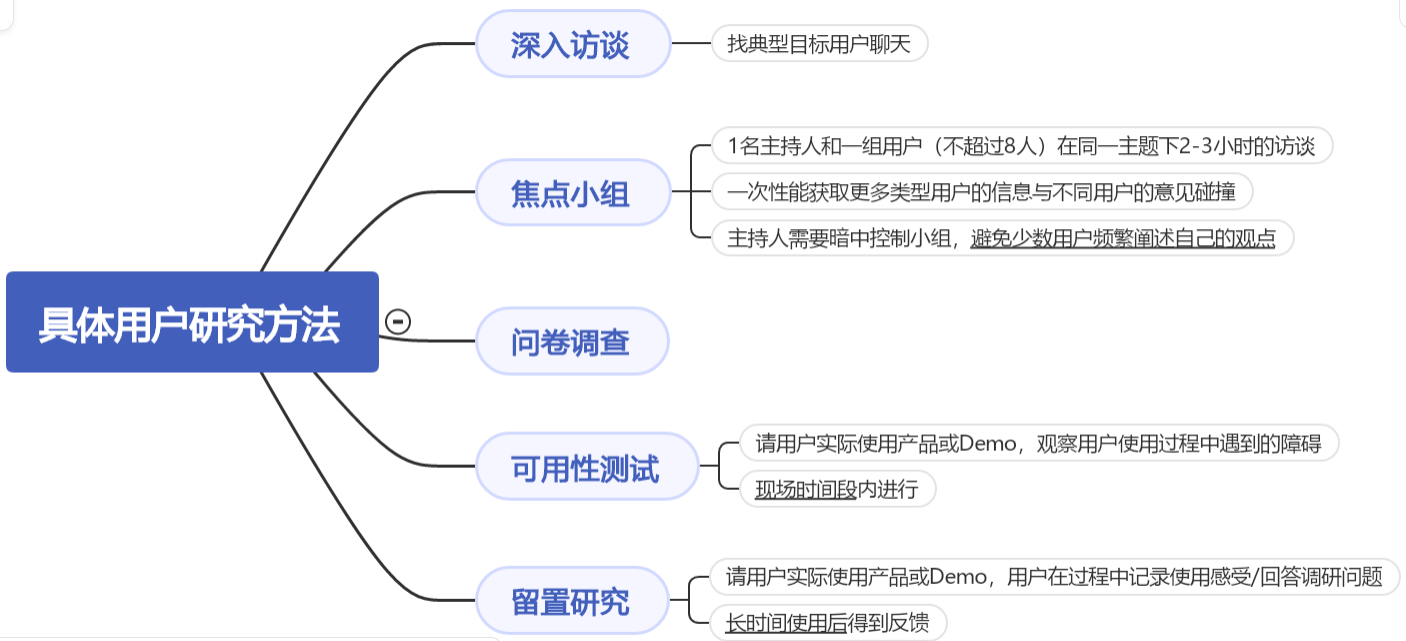 深入访谈
找典型目标用户聊天
1名主持人和一组用户（不超过8人）在同一主题下2-3小时的访谈
焦点小组
一次性能获取更多类型用户的信息与不同用户的意见碰撞
主持人需要暗中控制小组，避免少数用户频繁阐述自己的观点
具体用户研究方法
问卷调查
请用户实际使用产品或Demo，观察用户使用过程中遇到的障碍
可用性测试
现场时间段内进行
请用户实际使用产品或Demo，用户在过程中记录使用感受/回答调研问题
留置研究
长时间使用后得到反馈